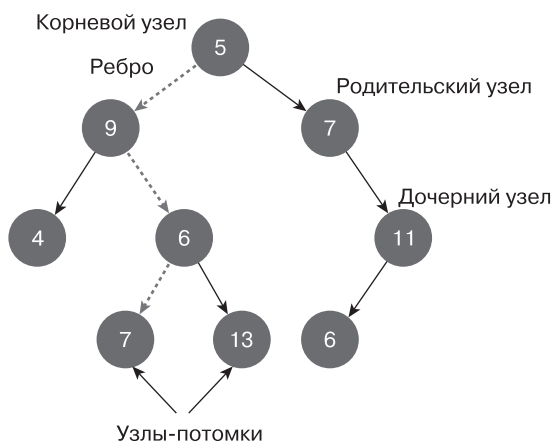 Корневой узел
5
Ребро
Родительский узел
9
7
Дочерний узел
4
6
11
7
13
6
Узлы-потомки